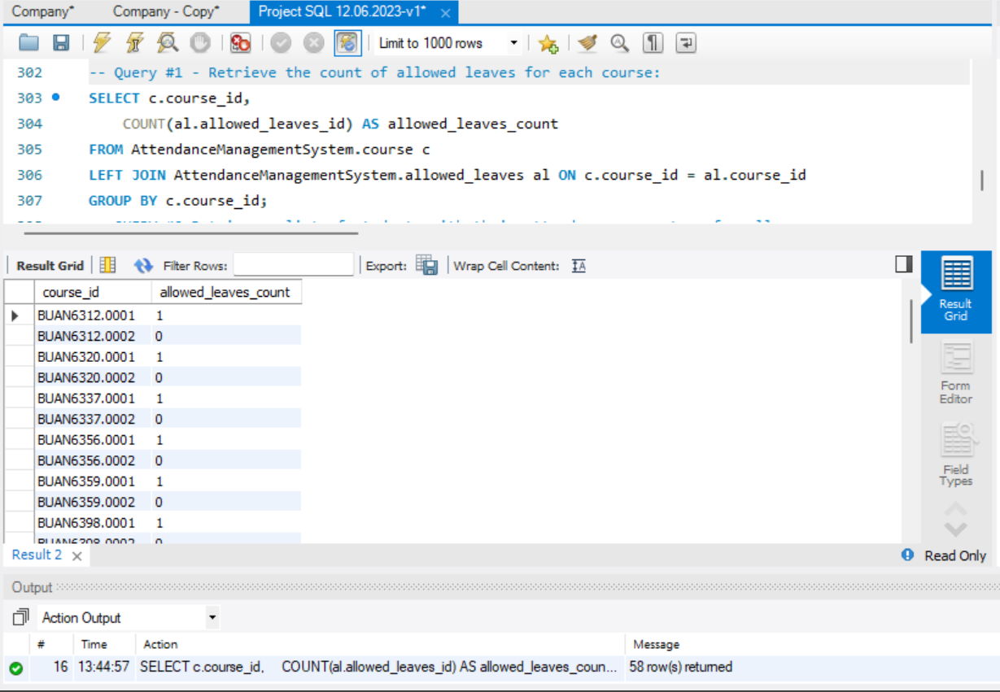 Company*
Company - Copy*
Project SQL 12.06.2023-v1*
Limit to 1000 rows
302 -- Query #1 - Retrieve the count of allowed leaves for each course:
303 SELECT c.course_id,
304 COUNT(al.allowed_leaves_id) AS allowed_leaves_count
305 FROM AttendanceManagementSystem.course c
306 LEFT JOIN AttendanceManagementSystem.allowed_leaves al ON c.course_id = al.course_id
307 GROUP BY c.course_id;
Result Grid Filter Rows: Export: Wrap Cell Content:
course_id allowed_leaves_count
BUAN6312.0001 1
BUAN6312.0002 0
BUAN6320.0001 1
BUAN6320.0002 0
BUAN6337.0001 1
BUAN6337.0002 0
BUAN6356.0001 1
BUAN6356.0002 0
BUAN6359.0001 1
BUAN6359.0002 0
BUAN6398.0001 1
BUAN6398.0002 0
Result
Grid
Form
Editor
Field
Types
Result 2
Read Only
Output
Action Output
# Time Action Message
16 13:44:57 SELECT c.course_id, COUNT(al.allowed_leaves_id) AS allowed_leaves_coun... 58 row(s) returned